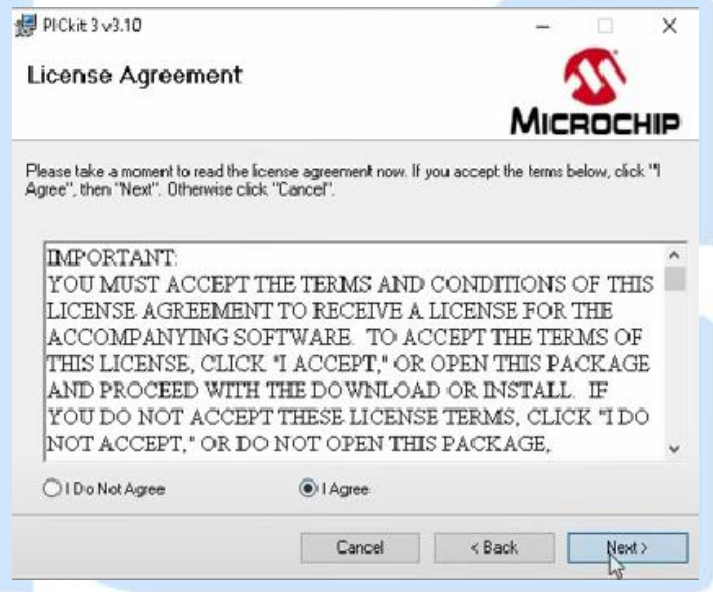 PICkit 3 v3.10
License Agreement
MICROCHIP
Please take a moment to read the license agreement now. If you accept the terms below, click "I
Agree", then "Next". Otherwise click "Cancel".
IMPORTANT:
YOU MUST ACCEPT THE TERMS AND CONDITIONS OF THIS
LICENSE AGREEMENT TO RECEIVE A LICENSE FOR THE
ACCOMPANYING SOFTWARE. TO ACCEPT THE TERMS OF
THIS LICENSE, CLICK "I ACCEPT," OR OPEN THIS PACKAGE
AND PROCEED WITH THE DOWNLOAD OR INSTALL. IF
YOU DO NOT ACCEPT THESE LICENSE TERMS, CLICK "I DO
NOT ACCEPT," OR DO NOT OPEN THIS PACKAGE,
I Do Not Agree I Agree
Cancel < Back Next >